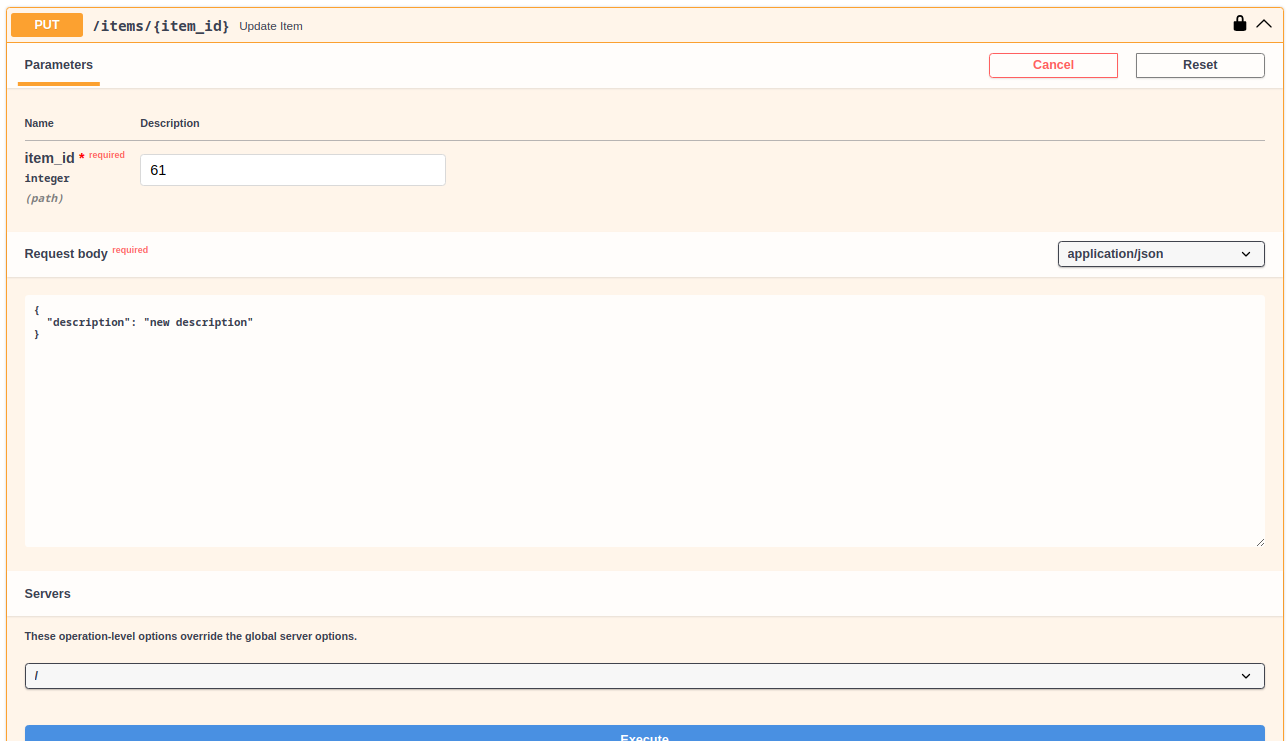 PUT /items/{item_id} Update Item
Parameters Cancel Reset
Name Description
item_id * required
integer
(path)
61
Request body required application/json
{
  "description": "new description"
}
Servers
These operation-level options override the global server options.
/
Execute